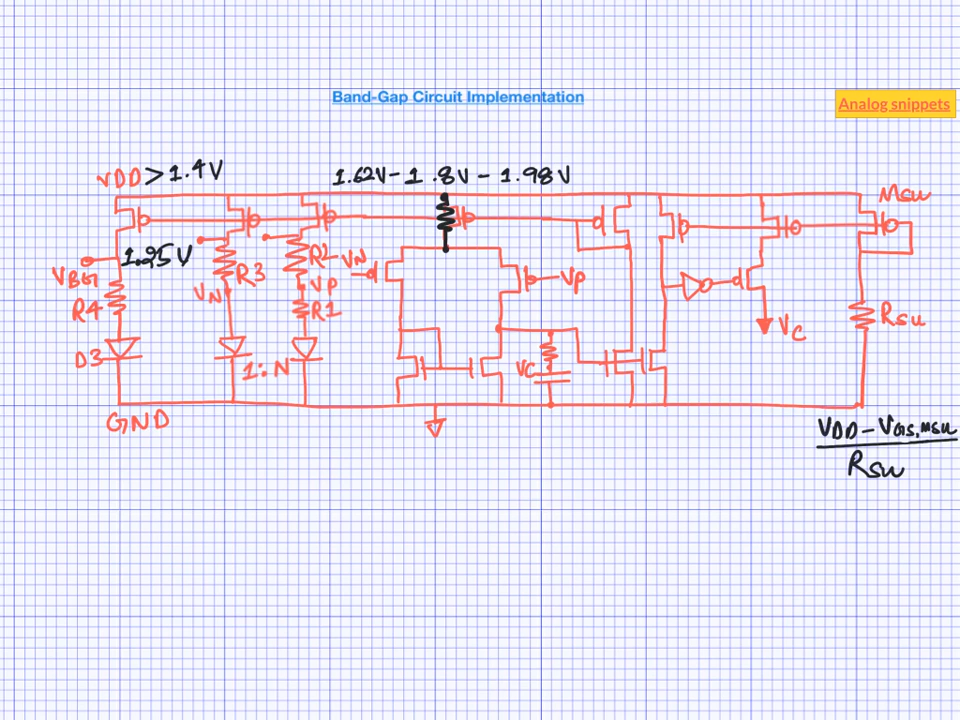 Band-Gap Circuit Implementation
Analog snippets
VDD > 1.4V
1.62V - 1.8V - 1.98V
MSU
1.25V
VBG
R4
R3
VN
R2
VP
R1
VN
VP
D3
1:N
VC
VC
RSU
GND
VDD - VGS,MSU
RSU